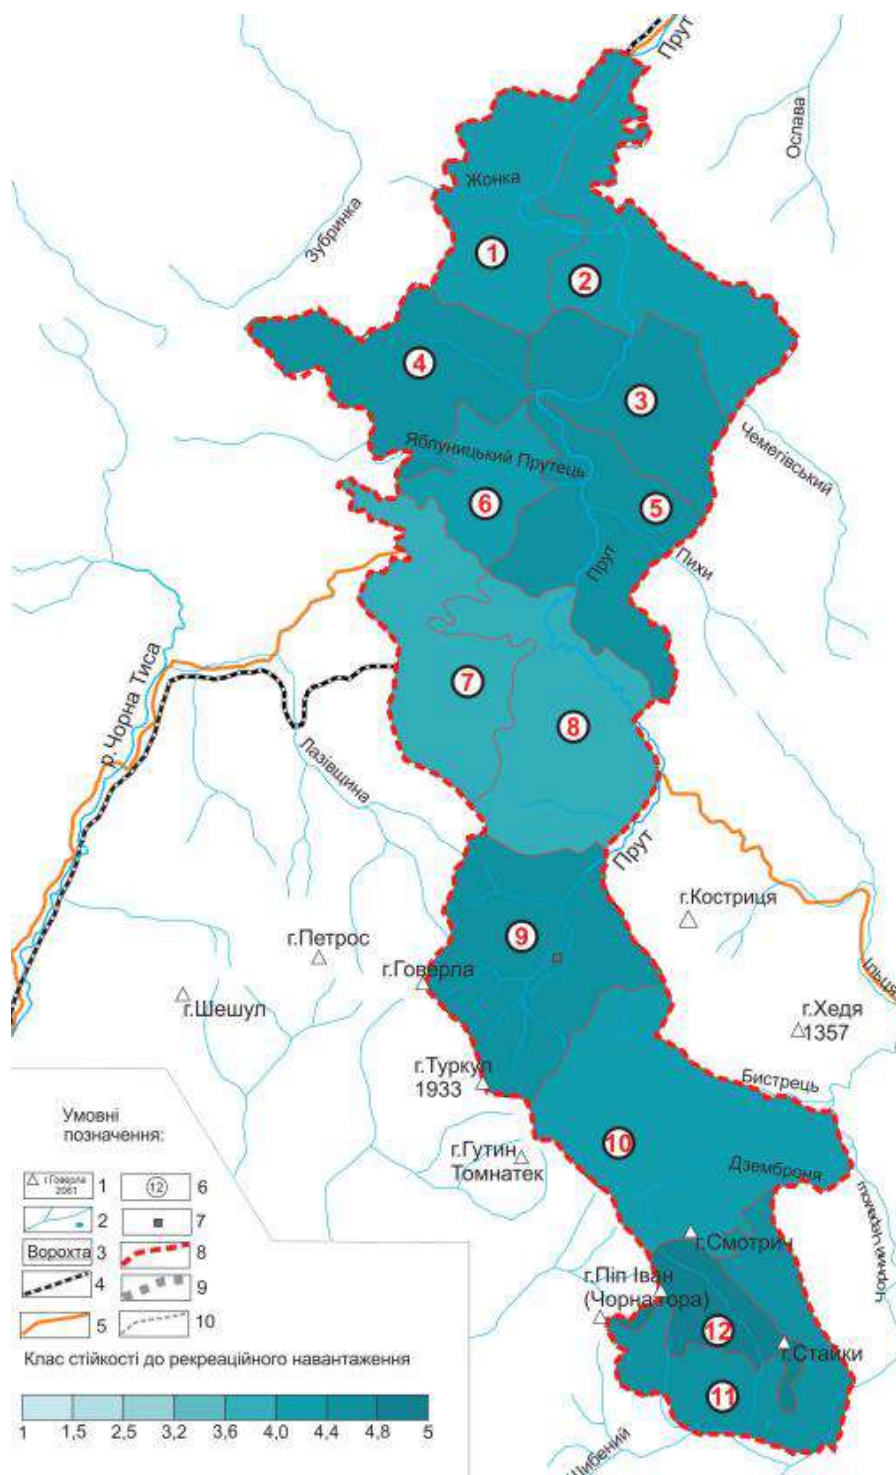 Прут
Ослава
Жонка
Зубринка
1
2
4
3
Яблуницький Прутець
Чемегівський
6
5
Прут
Пихи
р. Чорна Тиса
7
8
Лазівщина
Прут
г.Костриця
9
г.Петрос
г.Говерла
Ільця
г.Шешул
г.Хедя
1357
г.Туркул
1933
Бистрець
г.Гутин
Томнатек
10
Дземброня
г.Смотрич
г.Піп Іван
(Чорна гора)
12
г.Стайки
11
Шибений
Умовні
позначення:
г.Говерла
2061
1
12
6
2
7
Ворохта
3
8
4
9
5
10
Клас стійкості до рекреаційного навантаження
1
1,5
2,5
3,2
3,6
4,0
4,4
4,8
5